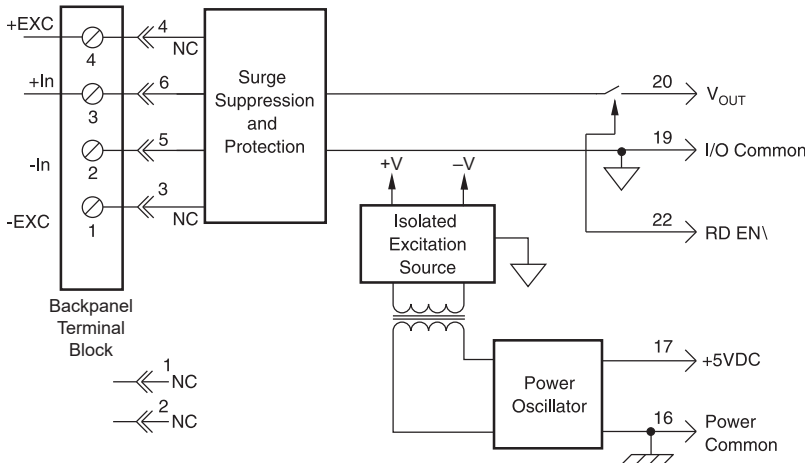 +EXC
4
4
NC
+In
3
6
-In
2
5
-EXC
1
3
NC
Backpanel
Terminal
Block
1
NC
2
NC
Surge
Suppression
and
Protection
20
V_OUT
19
I/O Common
22
RD EN\
+V
–V
Isolated
Excitation
Source
Power
Oscillator
17
+5VDC
16
Power
Common